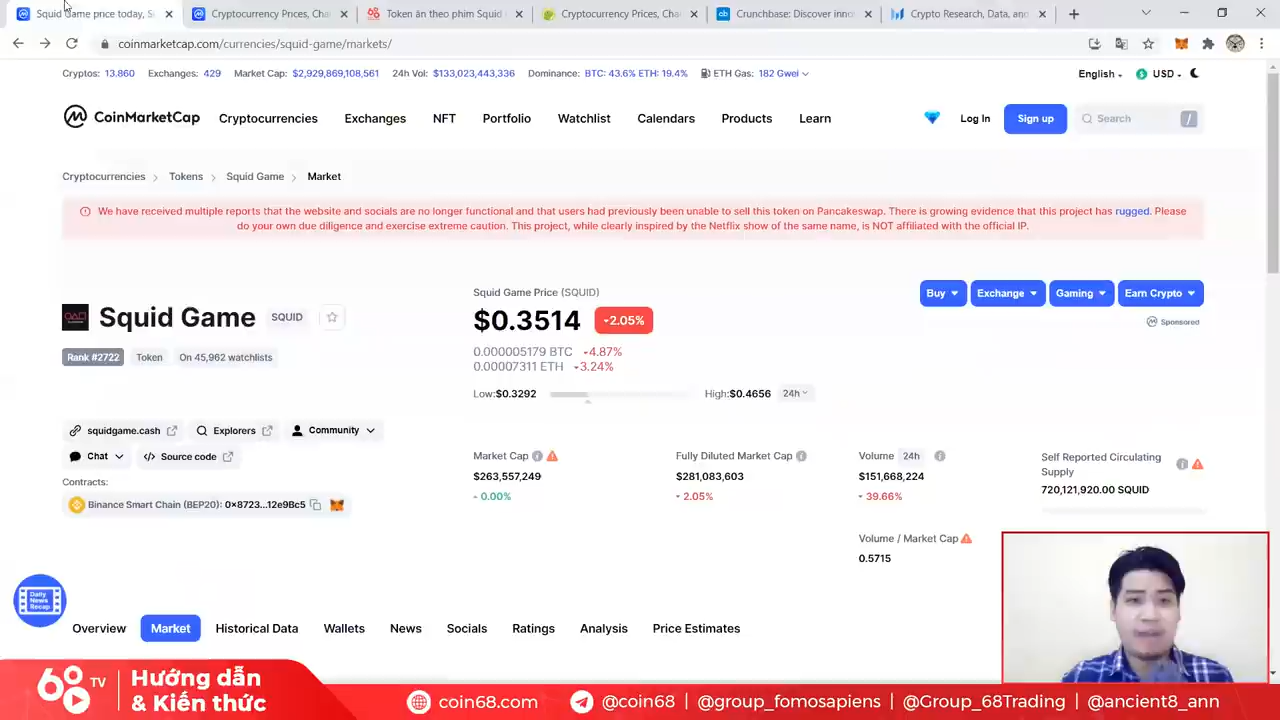 Squid Game price today, S
Cryptocurrency Prices, Cha
Token ăn theo phim Squid
Cryptocurrency Prices, Cha
Crunchbase: Discover inno
Crypto Research, Data, an
coinmarketcap.com/currencies/squid-game/markets/
Cryptos: 13.860 Exchanges: 429 Market Cap: $2,929,869,108,561 24h Vol: $133,023,443,336 Dominance: BTC: 43.6% ETH: 19.4% ETH Gas: 182 Gwei English USD
CoinMarketCap Cryptocurrencies Exchanges NFT Portfolio Watchlist Calendars Products Learn Log In Sign up Search /
Cryptocurrencies > Tokens > Squid Game > Market
We have received multiple reports that the website and socials are no longer functional and that users had previously been unable to sell this token on Pancakeswap. There is growing evidence that this project has rugged. Please
do your own due diligence and exercise extreme caution. This project, while clearly inspired by the Netflix show of the same name, is NOT affiliated with the official IP.
Squid Game Price (SQUID)
Buy Exchange Gaming Earn Crypto
Squid Game SQUID
$0.3514 2.05%
Sponsored
Rank #2722 Token On 45,962 watchlists
0.000005179 BTC 4.87%
0.00007311 ETH 3.24%
Low:$0.3292 High:$0.4656 24h
squidgame.cash Explorers Community
Chat Source code
Contracts:
Binance Smart Chain (BEP20): 0x8723...12e9Bc5
Market Cap
$263,557,249
0.00%
Fully Diluted Market Cap
$281,083,603
2.05%
Volume 24h
$151,668,224
39.66%
Volume / Market Cap
0.5715
Self Reported Circulating
Supply
720,121,920.00 SQUID
Daily
News
Recap
Overview Market Historical Data Wallets News Socials Ratings Analysis Price Estimates
68 TV
Hướng dẫn
& Kiến thức
coin68.com @coin68 | @group_fomosapiens | @Group_68Trading | @ancient8_ann